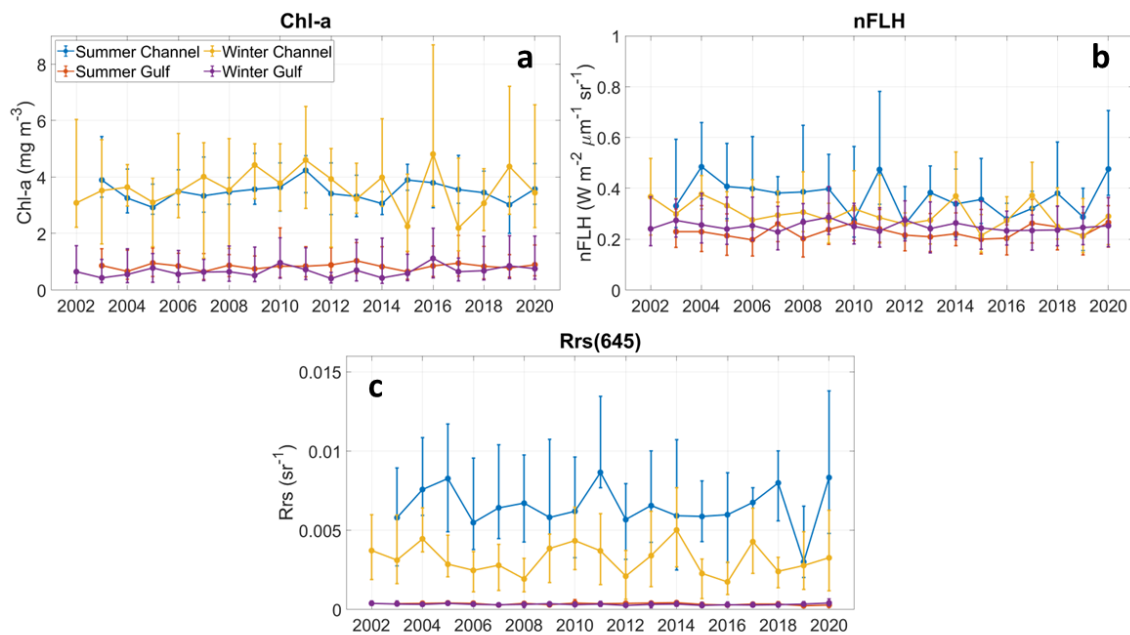 Chl-a
a
Summer Channel
Winter Channel
Summer Gulf
Winter Gulf
Chl-a (mg m⁻³)
8
6
4
2
0
2002 2004 2006 2008 2010 2012 2014 2016 2018 2020
nFLH
b
nFLH (W m⁻² μm⁻¹ sr⁻¹)
1
0.8
0.6
0.4
0.2
0
2002 2004 2006 2008 2010 2012 2014 2016 2018 2020
Rrs(645)
c
Rrs (sr⁻¹)
0.015
0.01
0.005
0
2002 2004 2006 2008 2010 2012 2014 2016 2018 2020